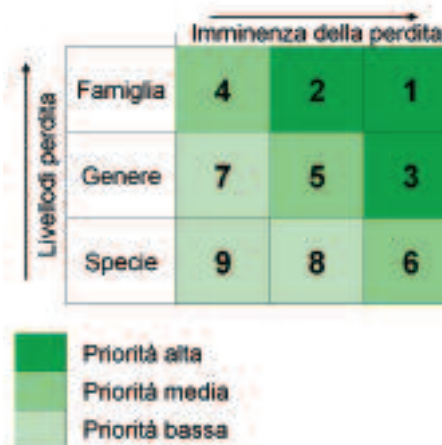 Imminenza della perdita
Livellodi perdita
Famiglia 4 2 1
Genere 7 5 3
Specie 9 8 6
Priorità alta
Priorità media
Priorità bassa